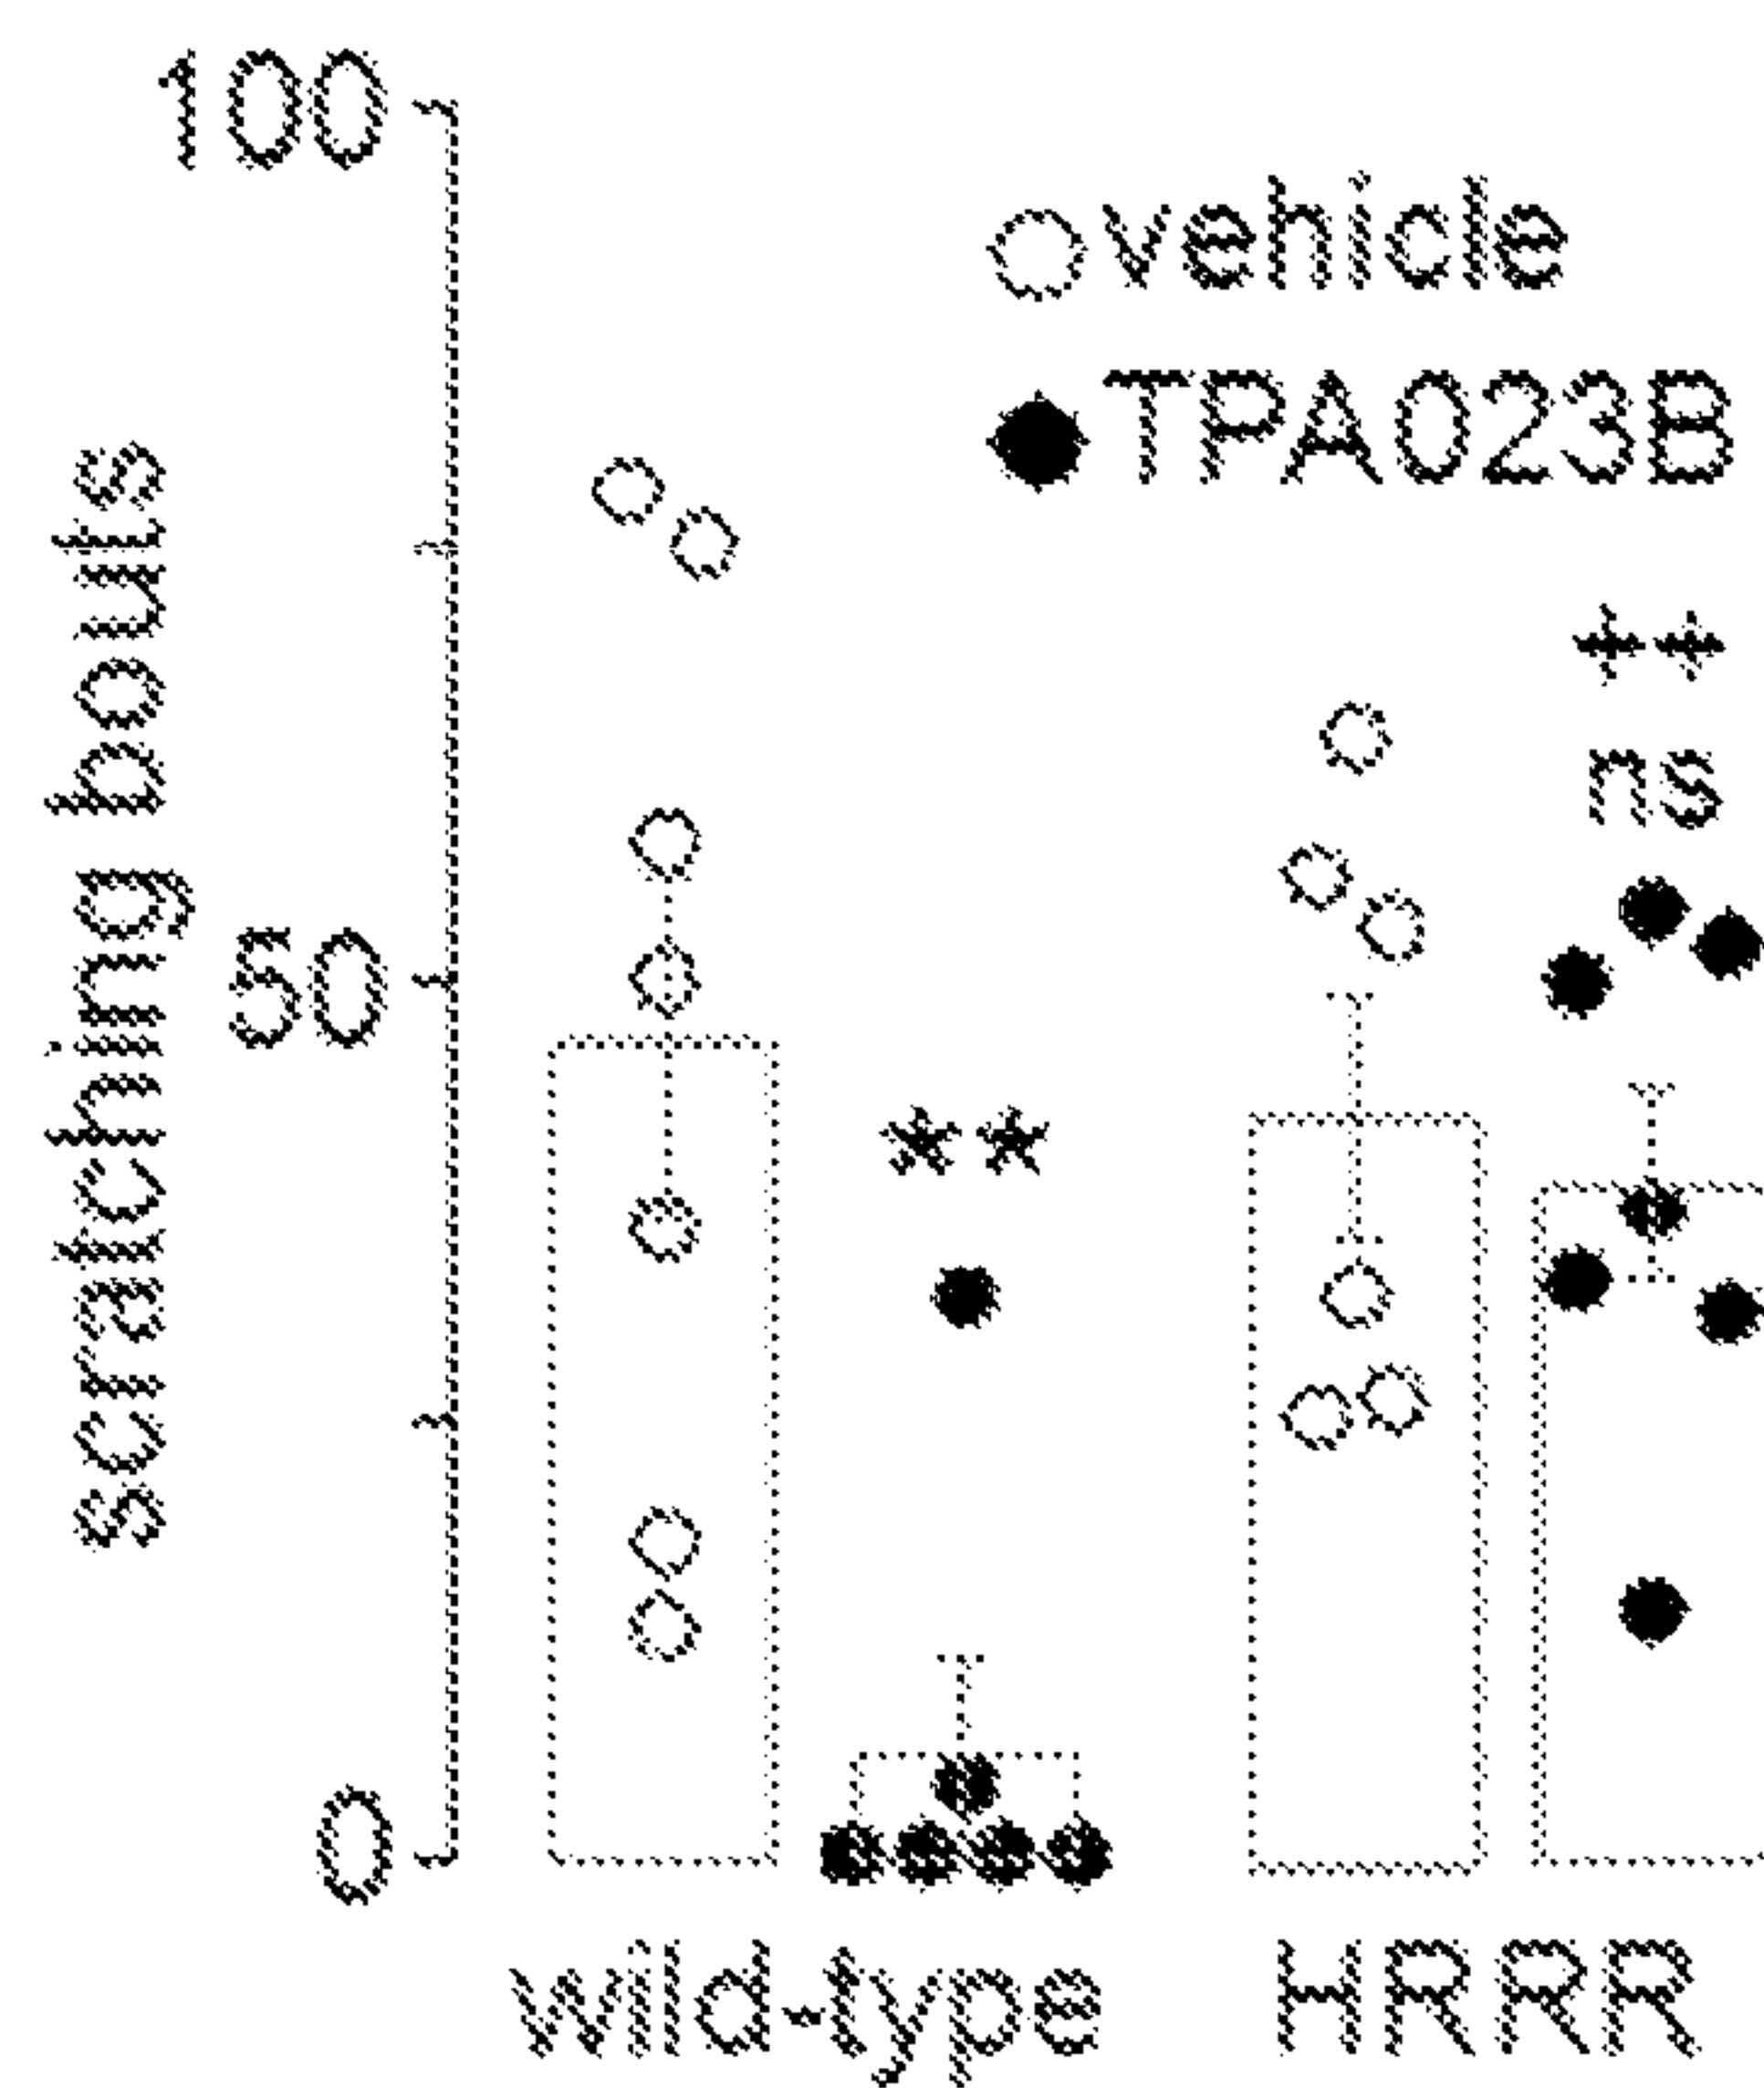 100
vehicle
TPA023B
scratching bouts
++
ns
50
**
0
wild-type HRRR